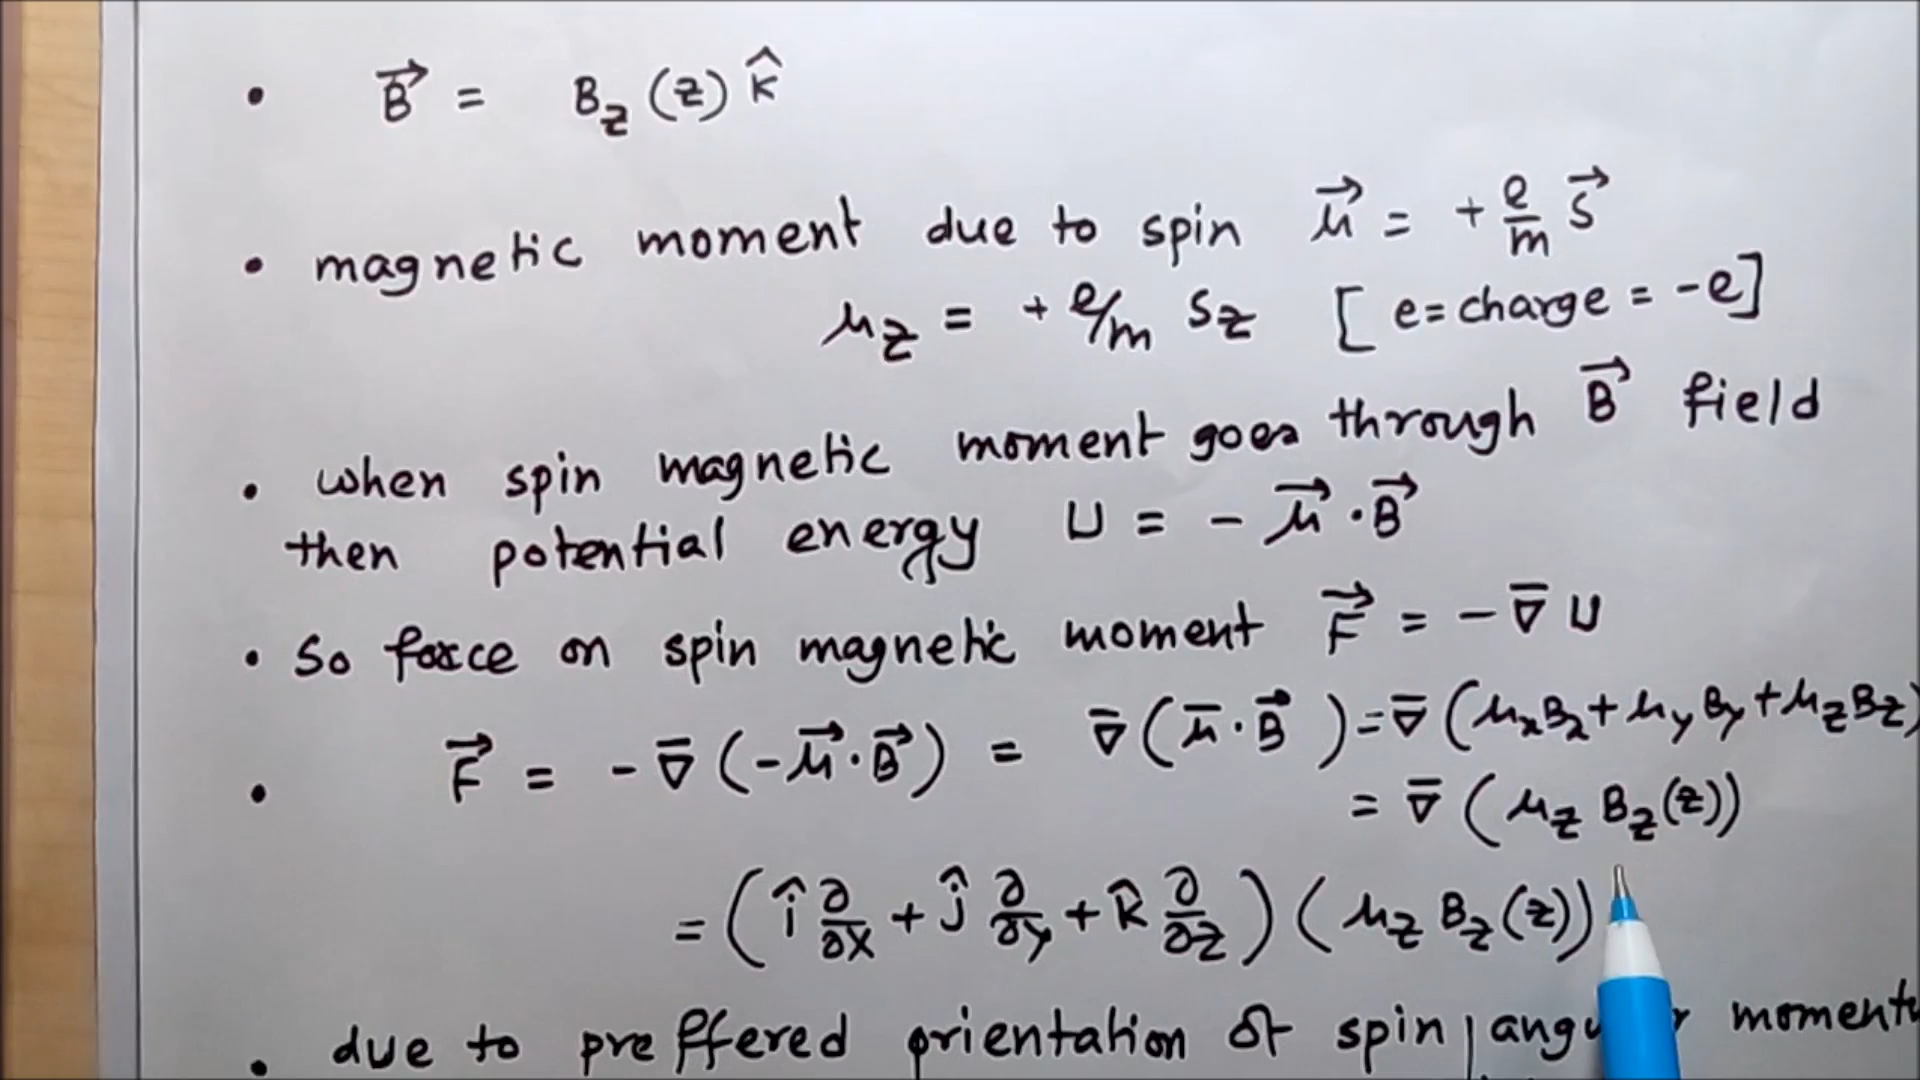 • B⃗ = B_z (z) k̂
• magnetic moment due to spin μ⃗ = + e/m S⃗
μ_z = + e/m S_z [ e = charge = -e ]
• when spin magnetic moment goes through B⃗ field
then potential energy U = - μ⃗ · B⃗
• So force on spin magnetic moment F⃗ = - ∇̄ U
• F⃗ = - ∇̄ (-μ⃗ · B⃗) = ∇̄ (μ̄ · B⃗) = ∇̄ (μ_x B_x + μ_y B_y + μ_z B_z)
= ∇̄ (μ_z B_z (z))
= (î ∂/∂x + ĵ ∂/∂y + k̂ ∂/∂z) (μ_z B_z (z))
• due to preffered orientation of spin